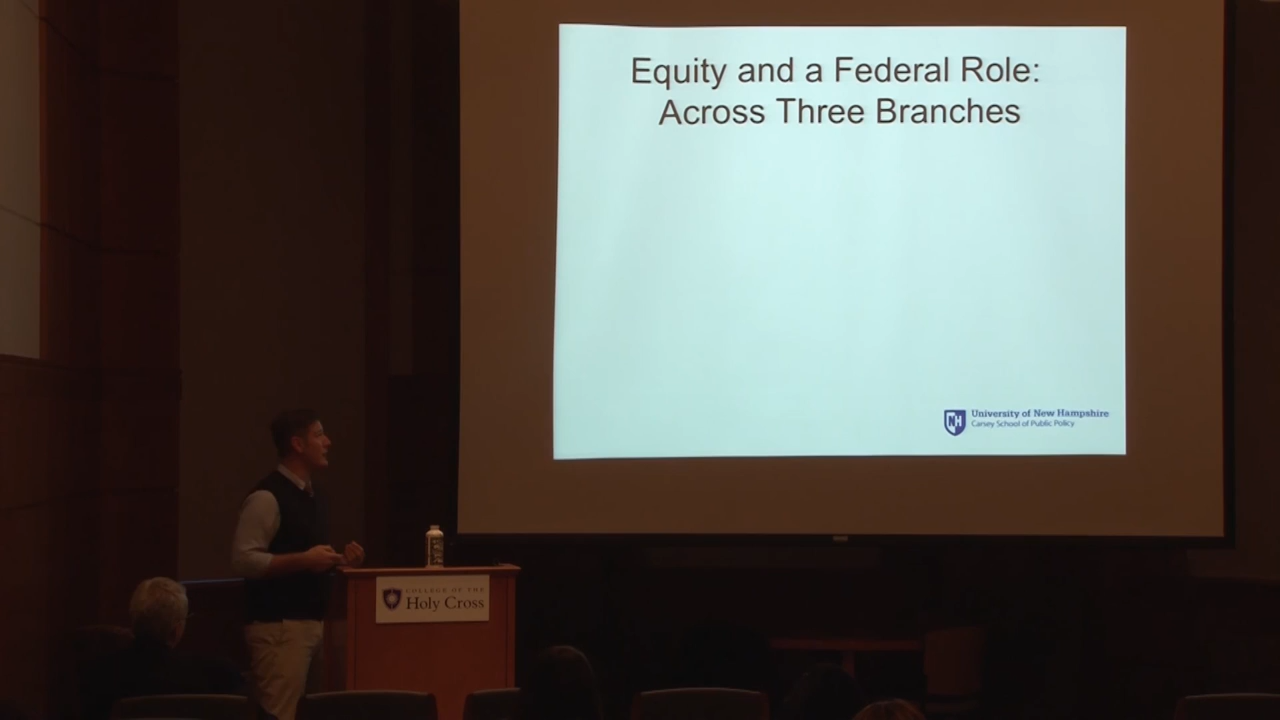 Equity and a Federal Role:
Across Three Branches
NH
University of New Hampshire
Carsey School of Public Policy
COLLEGE OF THE
Holy Cross